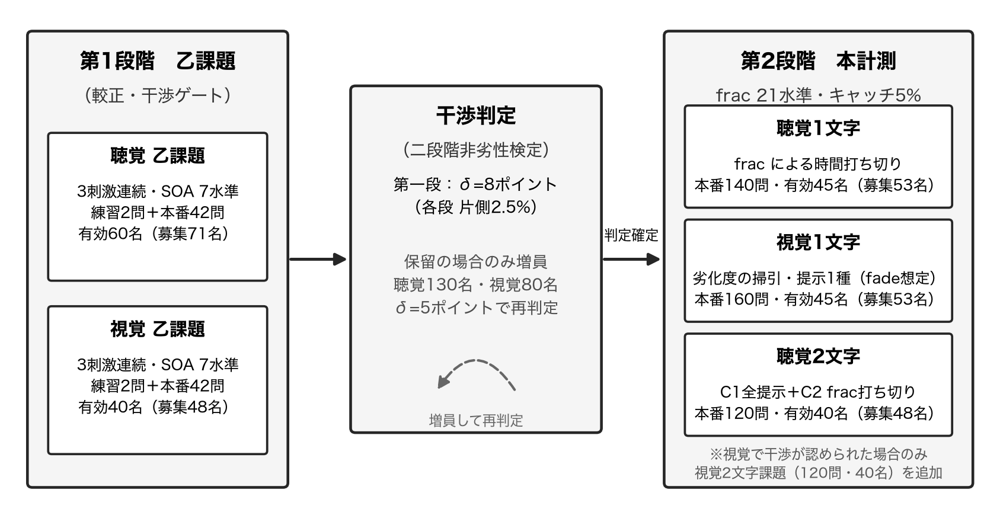 第1段階　乙課題
（較正・干渉ゲート）
聴覚 乙課題
3刺激連続・SOA 7水準
練習2問＋本番42問
有効60名（募集71名）
視覚 乙課題
3刺激連続・SOA 7水準
練習2問＋本番42問
有効40名（募集48名）
干渉判定
（二段階非劣性検定）
第一段：δ=8ポイント
（各段 片側2.5%）
保留の場合のみ増員
聴覚130名・視覚80名
δ=5ポイントで再判定
増員して再判定
判定確定
第2段階　本計測
frac 21水準・キャッチ5%
聴覚1文字
frac による時間打ち切り
本番140問・有効45名（募集53名）
視覚1文字
劣化度の掃引・提示1種（fade想定）
本番160問・有効45名（募集53名）
聴覚2文字
C1全提示＋C2 frac打ち切り
本番120問・有効40名（募集48名）
※視覚で干渉が認められた場合のみ
視覚2文字課題（120問・40名）を追加